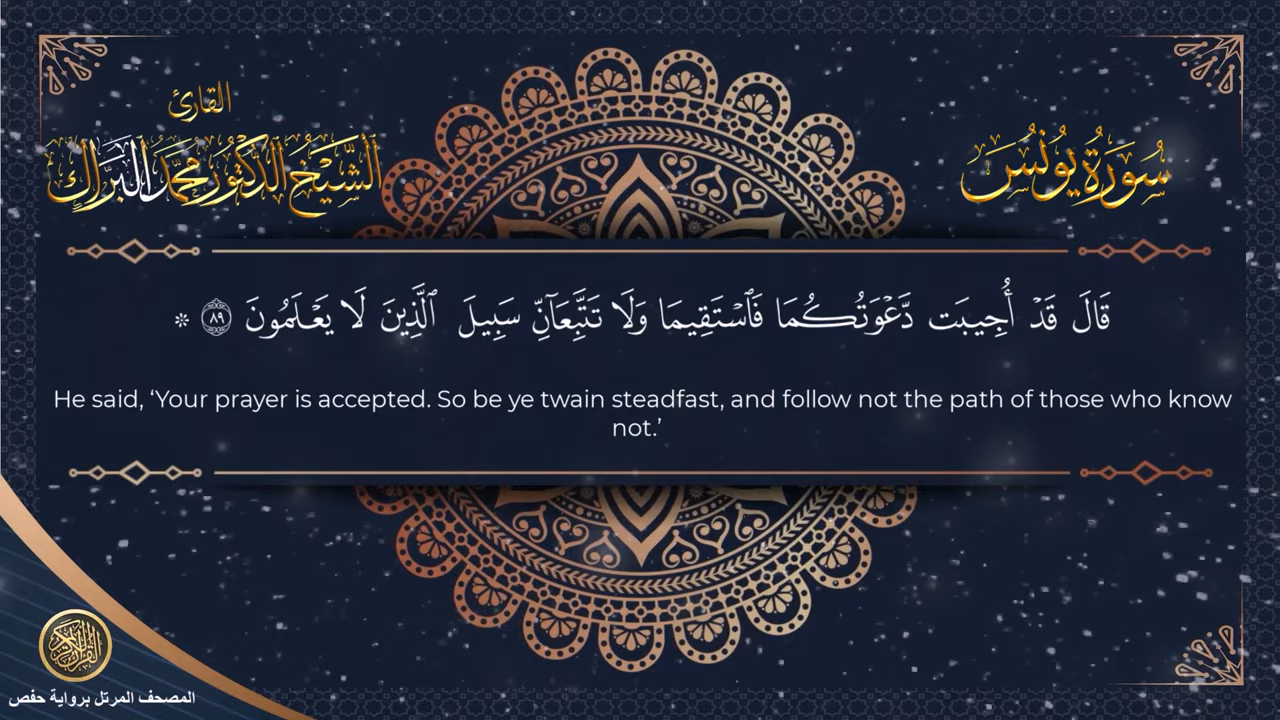 القارئ
الشيخ الدكتور محمد البراك
سورة يونس
قَالَ قَدْ أُجِيبَت دَّعْوَتُكُمَا فَٱسْتَقِيمَا وَلَا تَتَّبِعَآنِّ سَبِيلَ ٱلَّذِينَ لَا يَعْلَمُونَ ٨٩ ۞
He said, ‘Your prayer is accepted. So be ye twain steadfast, and follow not the path of those who know
not.’
القرآن الكريم
المصحف المرتل برواية حفص